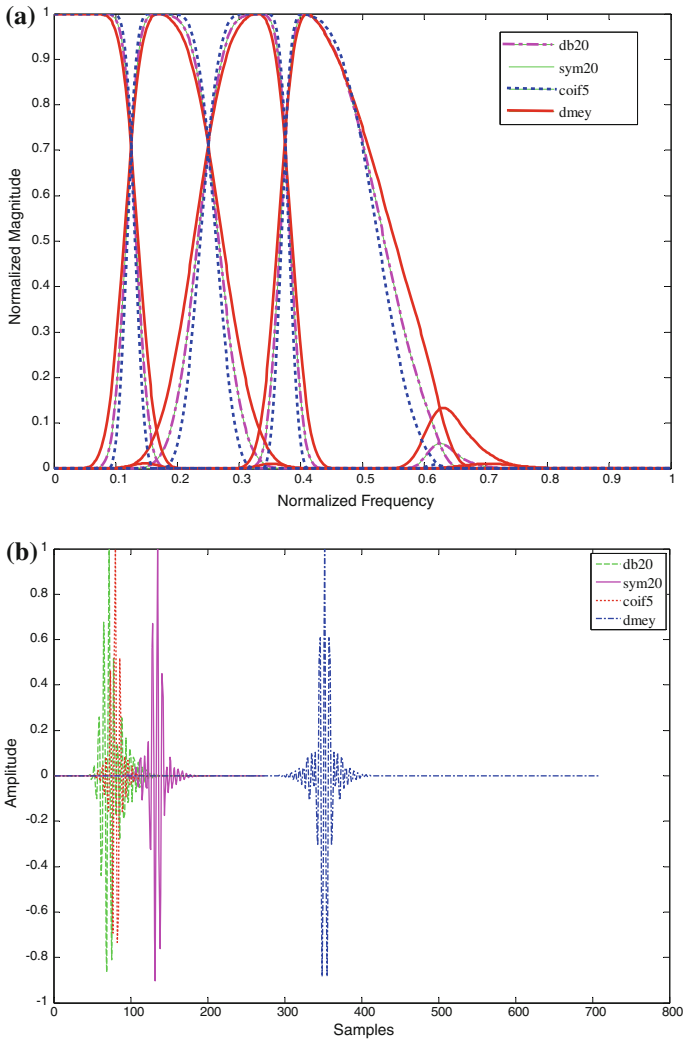 (a)
1
0.9
0.8
0.7
0.6
0.5
0.4
0.3
0.2
0.1
0
Normalized Magnitude
db20
sym20
coif5
dmey
0 0.1 0.2 0.3 0.4 0.5 0.6 0.7 0.8 0.9 1
Normalized Frequency
(b)
1
0.8
0.6
0.4
0.2
0
-0.2
-0.4
-0.6
-0.8
-1
Amplitude
db20
sym20
coif5
dmey
0 100 200 300 400 500 600 700 800
Samples